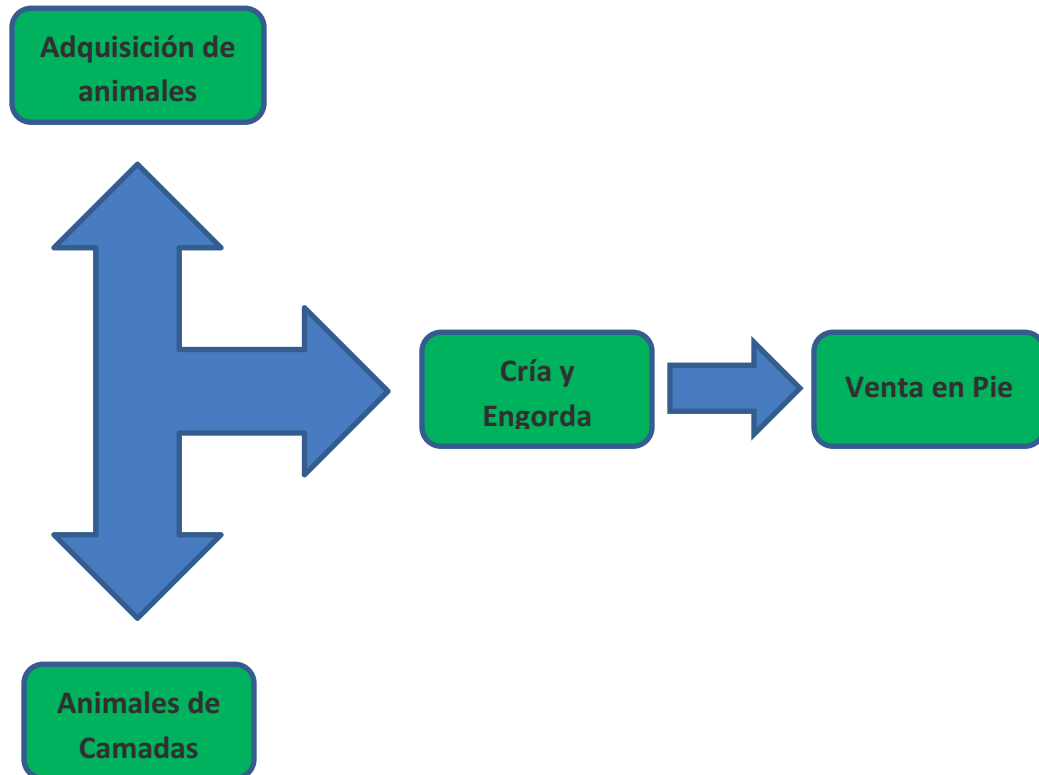 Adquisición de
animales
Cría y
Engorda
Venta en Pie
Animales de
Camadas